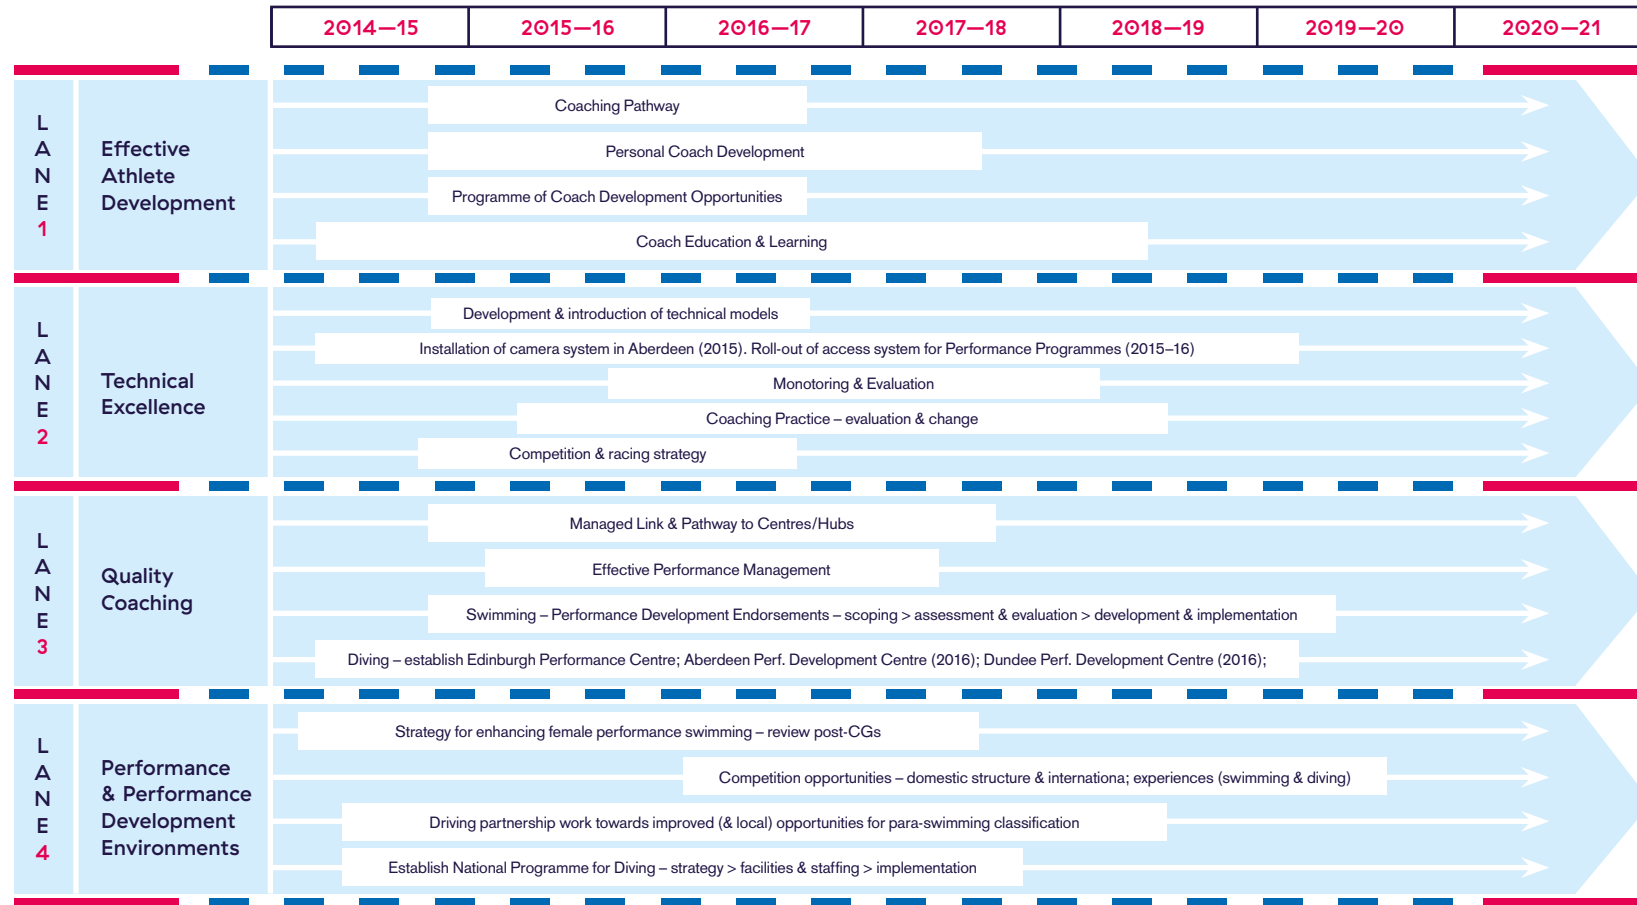 2014–15 2015–16 2016–17 2017–18 2018–19 2019–20 2020–21
LANE 1
Effective
Athlete
Development
Coaching Pathway
Personal Coach Development
Programme of Coach Development Opportunities
Coach Education & Learning
LANE 2
Technical
Excellence
Development & introduction of technical models
Installation of camera system in Aberdeen (2015). Roll-out of access system for Performance Programmes (2015–16)
Monotoring & Evaluation
Coaching Practice – evaluation & change
Competition & racing strategy
LANE 3
Quality
Coaching
Managed Link & Pathway to Centres/Hubs
Effective Performance Management
Swimming – Performance Development Endorsements – scoping > assessment & evaluation > development & implementation
Diving – establish Edinburgh Performance Centre; Aberdeen Perf. Development Centre (2016); Dundee Perf. Development Centre (2016);
LANE 4
Performance
& Performance
Development
Environments
Strategy for enhancing female performance swimming – review post-CGs
Competition opportunities – domestic structure & internationa; experiences (swimming & diving)
Driving partnership work towards improved (& local) opportunities for para-swimming classification
Establish National Programme for Diving – strategy > facilities & staffing > implementation